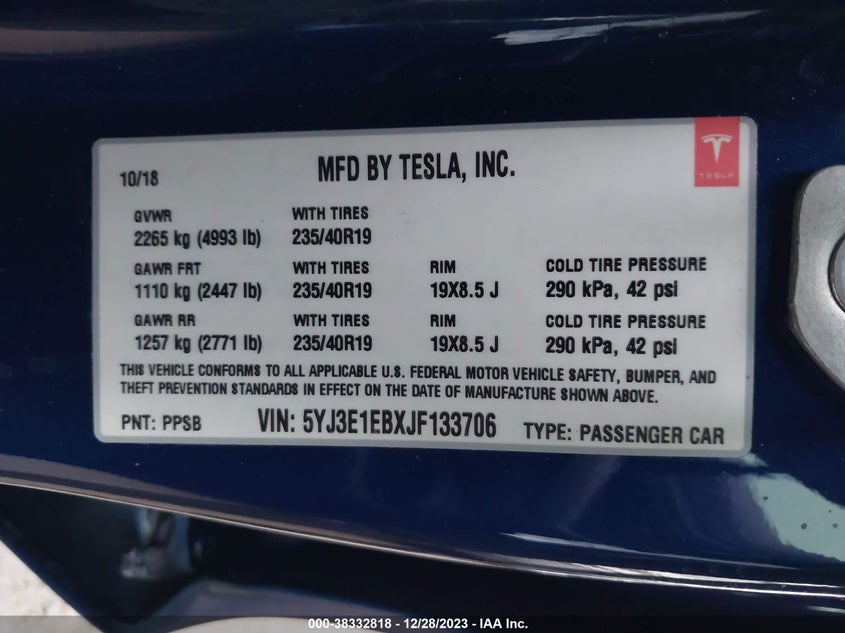 10/18 MFD BY TESLA, INC.
TESLA
GVWR WITH TIRES
2265 kg (4993 lb) 235/40R19
GAWR FRT WITH TIRES RIM COLD TIRE PRESSURE
1110 kg (2447 lb) 235/40R19 19X8.5 J 290 kPa, 42 psi
GAWR RR WITH TIRES RIM COLD TIRE PRESSURE
1257 kg (2771 lb) 235/40R19 19X8.5 J 290 kPa, 42 psi
THIS VEHICLE CONFORMS TO ALL APPLICABLE U.S. FEDERAL MOTOR VEHICLE SAFETY, BUMPER, AND
THEFT PREVENTION STANDARDS IN EFFECT ON THE DATE OF MANUFACTURE SHOWN ABOVE.
PNT: PPSB VIN: 5YJ3E1EBXJF133706 TYPE: PASSENGER CAR
000-38332818 - 12/28/2023 - IAA Inc.